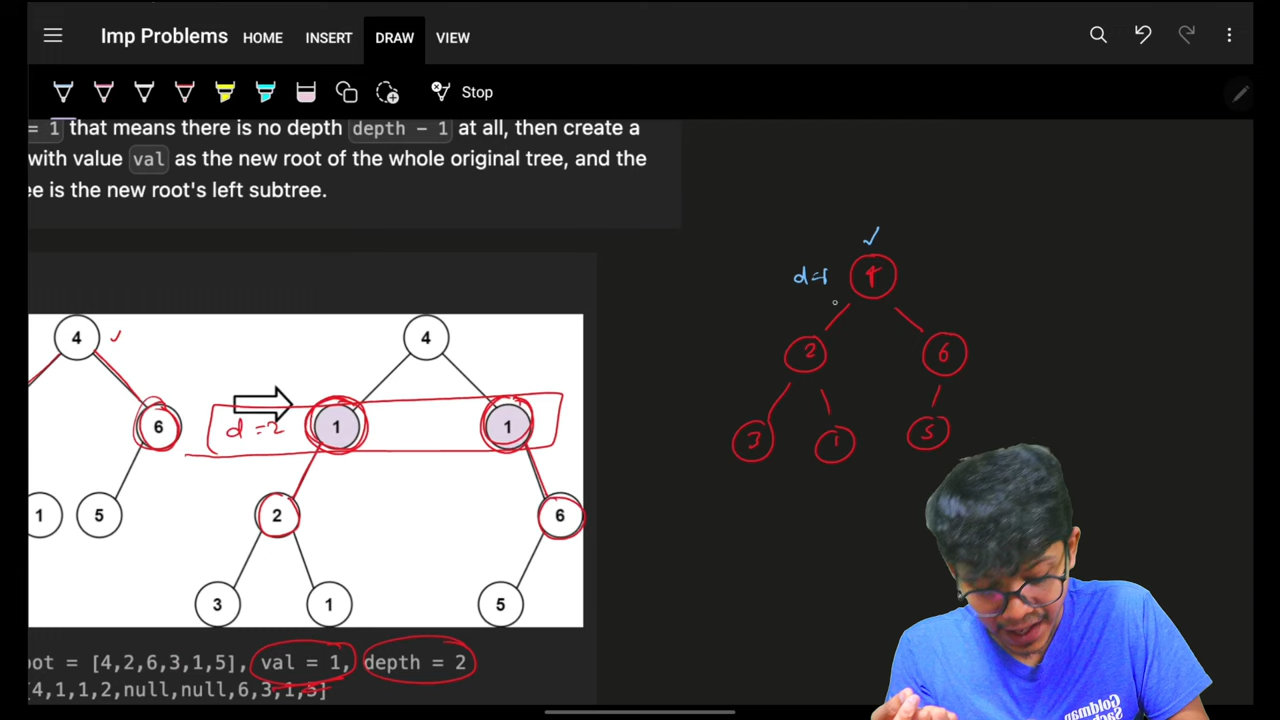 Imp Problems HOME INSERT DRAW VIEW
Stop
= 1 that means there is no depth depth - 1 at all, then create a
with value val as the new root of the whole original tree, and the
ee is the new root's left subtree.
4
6
1 5
d = 2
4
1 1
2 6
3 1 5
oot = [4,2,6,3,1,5], val = 1, depth = 2
[4,1,1,2,null,null,6,3,1,5]
d=1 4
2 6
3 1 5
Goldman
Sachs